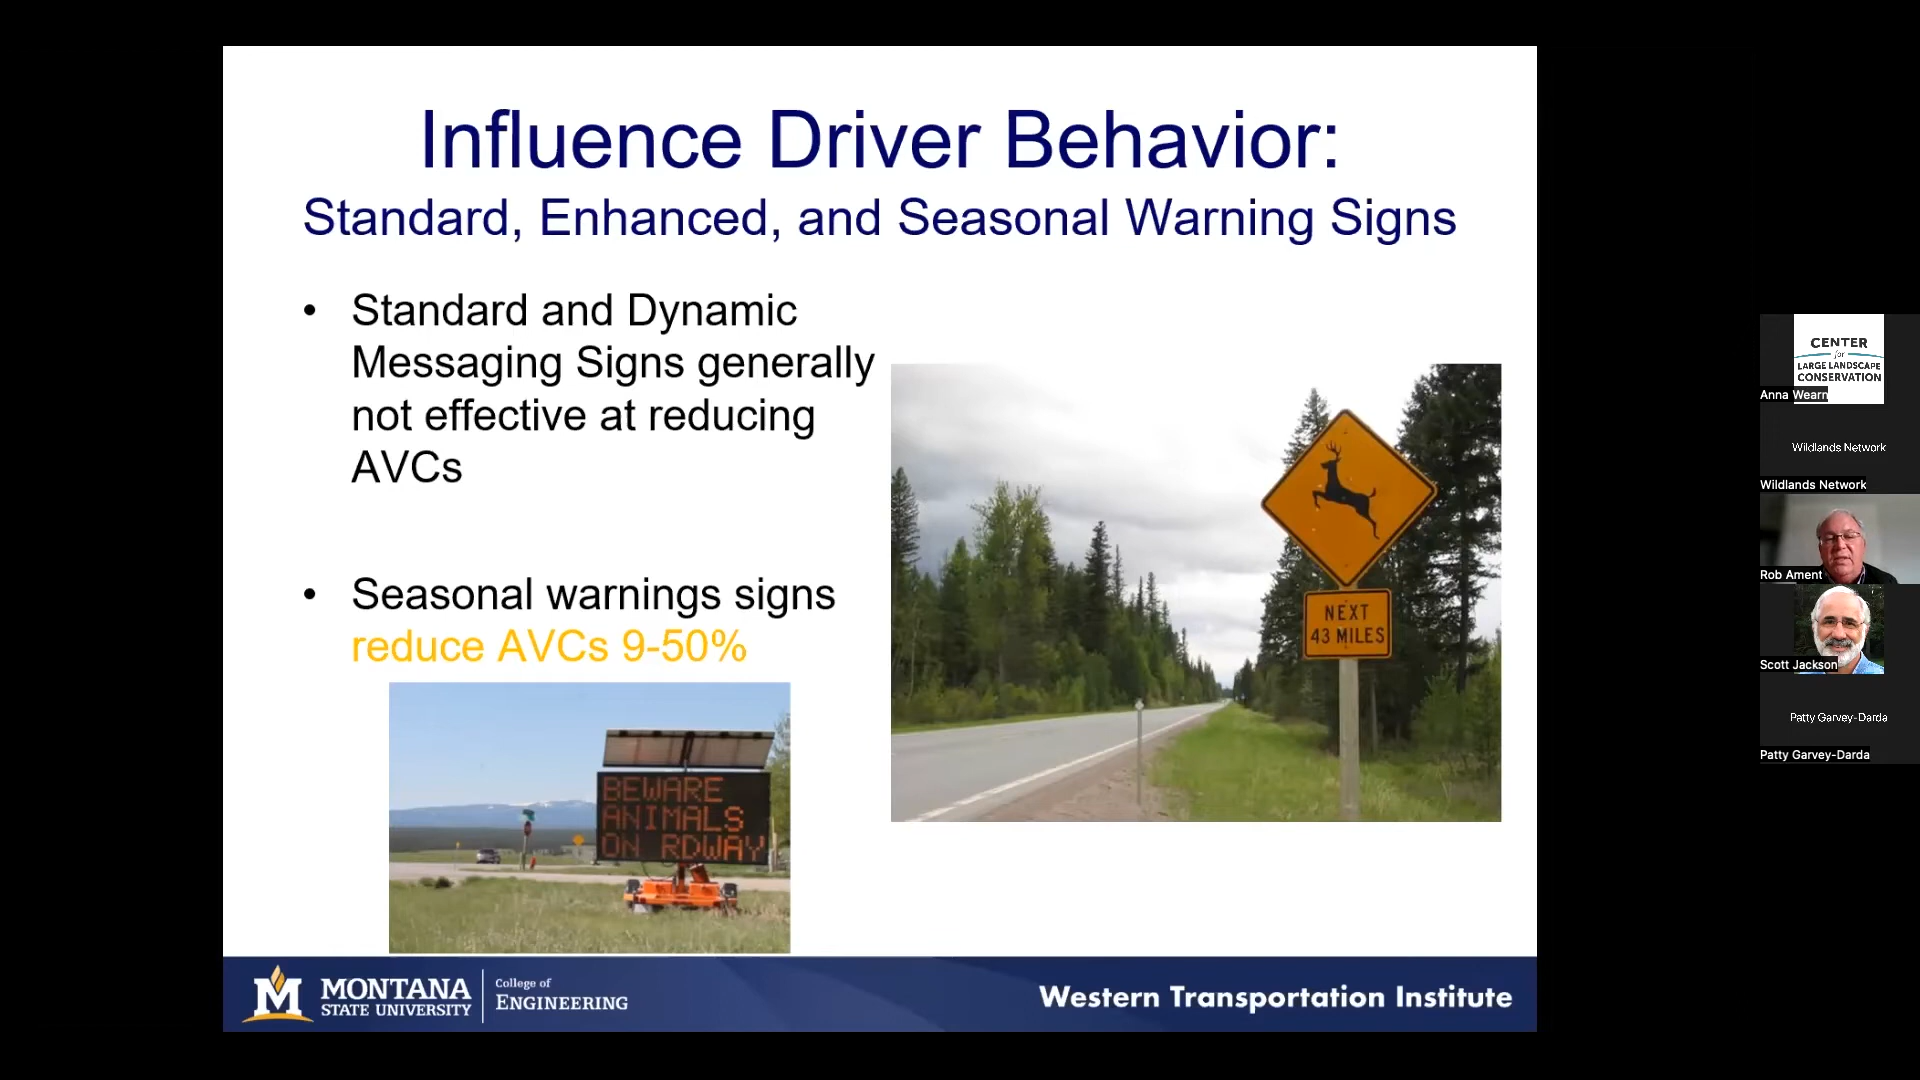 Influence Driver Behavior:
Standard, Enhanced, and Seasonal Warning Signs
• Standard and Dynamic
Messaging Signs generally
not effective at reducing
AVCs
• Seasonal warnings signs
reduce AVCs 9-50%
NEXT
43 MILES
BEWARE
ANIMALS
ON RDWAY
M MONTANA
STATE UNIVERSITY
College of
ENGINEERING
Western Transportation Institute
CENTER
for
LARGE LANDSCAPE
CONSERVATION
Anna Wearn
Wildlands Network
Wildlands Network
Rob Ament
Scott Jackson
Patty Garvey-Darda
Patty Garvey-Darda